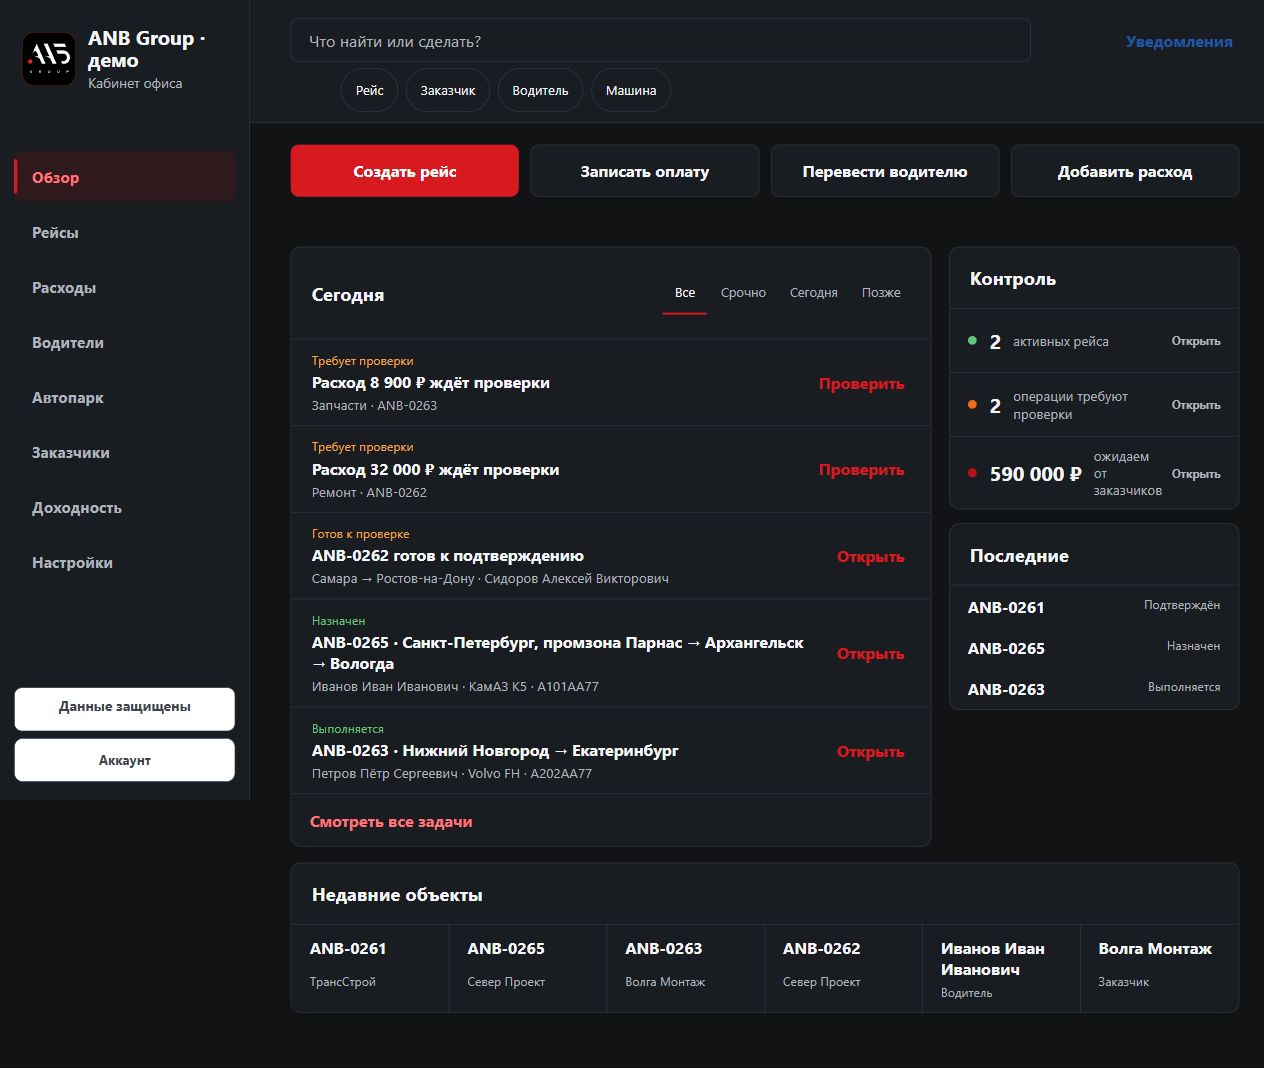 ANB GROUP
ANB Group ·
демо
Кабинет офиса
Обзор
Рейсы
Расходы
Водители
Автопарк
Заказчики
Доходность
Настройки
Данные защищены
Аккаунт
Что найти или сделать?
Уведомления
Рейс
Заказчик
Водитель
Машина
Создать рейс
Записать оплату
Перевести водителю
Добавить расход
Сегодня
Все
Срочно
Сегодня
Позже
Требует проверки
Расход 8 900 ₽ ждёт проверки
Запчасти · ANB-0263
Проверить
Требует проверки
Расход 32 000 ₽ ждёт проверки
Ремонт · ANB-0262
Проверить
Готов к проверке
ANB-0262 готов к подтверждению
Самара → Ростов-на-Дону · Сидоров Алексей Викторович
Открыть
Назначен
ANB-0265 · Санкт-Петербург, промзона Парнас → Архангельск
→ Вологда
Иванов Иван Иванович · КамАЗ К5 · А101АА77
Открыть
Выполняется
ANB-0263 · Нижний Новгород → Екатеринбург
Петров Пётр Сергеевич · Volvo FH · А202АА77
Открыть
Смотреть все задачи
Контроль
2 активных рейса
Открыть
2 операции требуют
проверки
Открыть
590 000 ₽ ожидаем
от
заказчиков
Открыть
Последние
ANB-0261
Подтверждён
ANB-0265
Назначен
ANB-0263
Выполняется
Недавние объекты
ANB-0261
ТрансСтрой
ANB-0265
Север Проект
ANB-0263
Волга Монтаж
ANB-0262
Север Проект
Иванов Иван
Иванович
Водитель
Волга Монтаж
Заказчик